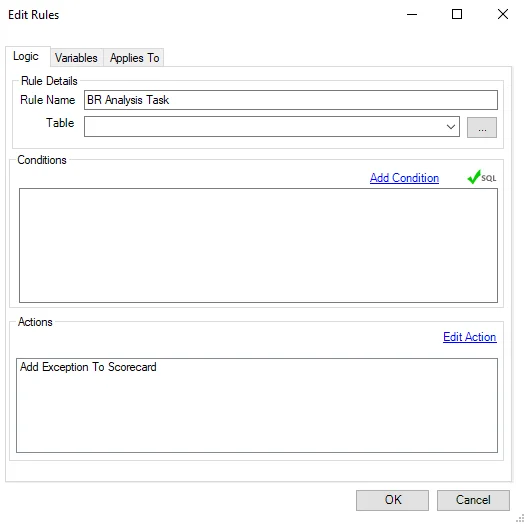 Edit Rules
Logic Variables Applies To
Rule Details
Rule Name BR Analysis Task
Table ...
Conditions
Add Condition SQL
Actions
Edit Action
Add Exception To Scorecard
OK Cancel